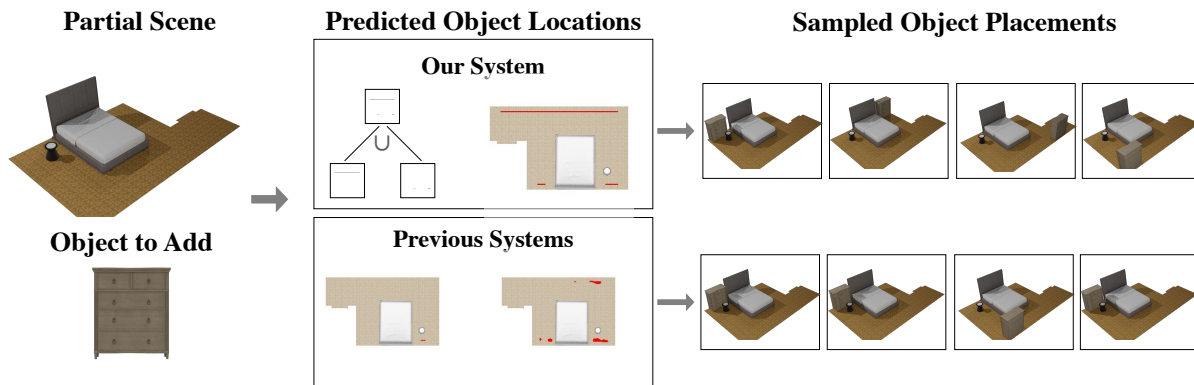 Partial Scene
Predicted Object Locations
Sampled Object Placements
Our System
Object to Add
Previous Systems